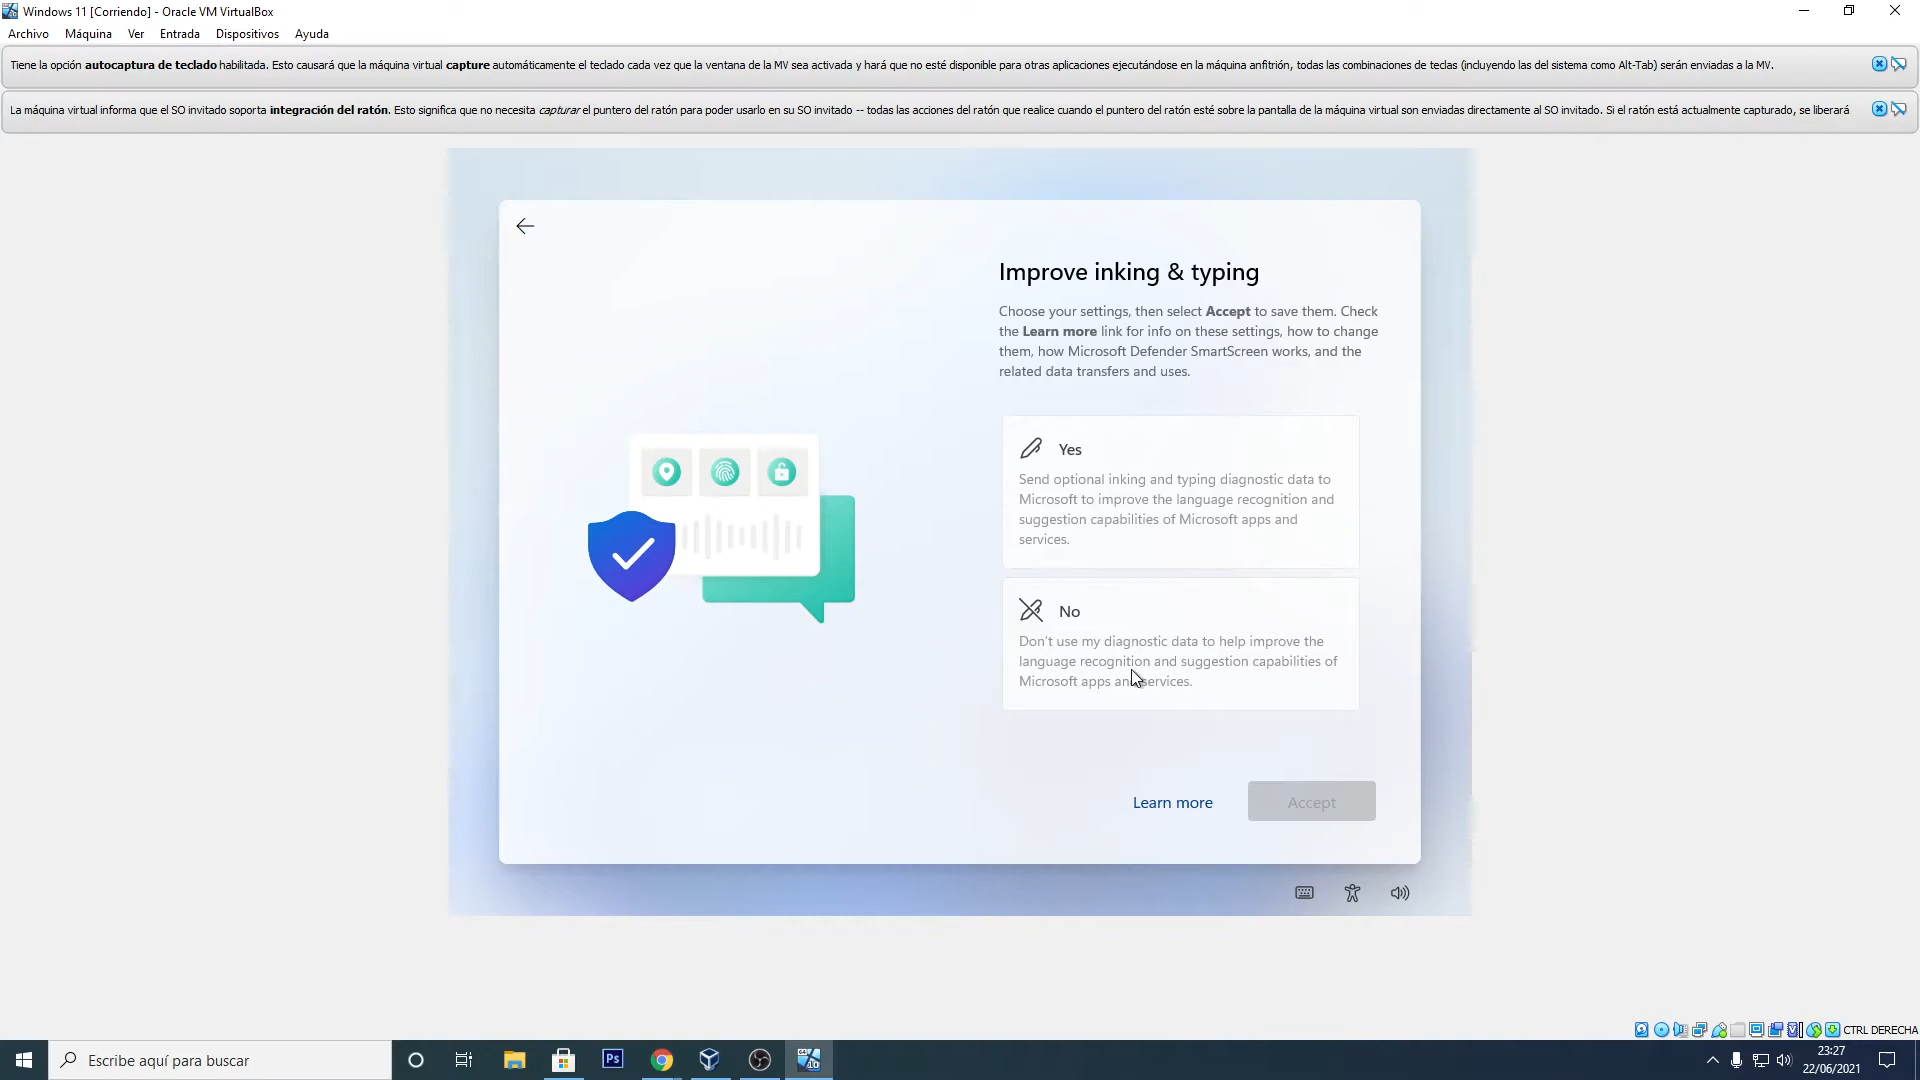 Windows 11 [Corriendo] - Oracle VM VirtualBox
Archivo Máquina Ver Entrada Dispositivos Ayuda
Tiene la opción autocaptura de teclado habilitada. Esto causará que la máquina virtual capture automáticamente el teclado cada vez que la ventana de la MV sea activada y hará que no esté disponible para otras aplicaciones ejecutándose en la máquina anfitrión, todas las combinaciones de teclas (incluyendo las del sistema como Alt-Tab) serán enviadas a la MV.
La máquina virtual informa que el SO invitado soporta integración del ratón. Esto significa que no necesita capturar el puntero del ratón para poder usarlo en su SO invitado -- todas las acciones del ratón que realice cuando el puntero del ratón esté sobre la pantalla de la máquina virtual son enviadas directamente al SO invitado. Si el ratón está actualmente capturado, se liberará
Improve inking & typing
Choose your settings, then select Accept to save them. Check
the Learn more link for info on these settings, how to change
them, how Microsoft Defender SmartScreen works, and the
related data transfers and uses.
Yes
Send optional inking and typing diagnostic data to
Microsoft to improve the language recognition and
suggestion capabilities of Microsoft apps and
services.
No
Don't use my diagnostic data to help improve the
language recognition and suggestion capabilities of
Microsoft apps and services.
Learn more Accept
CTRL DERECHA
Escribe aquí para buscar
Ps
64
10
23:27
22/06/2021